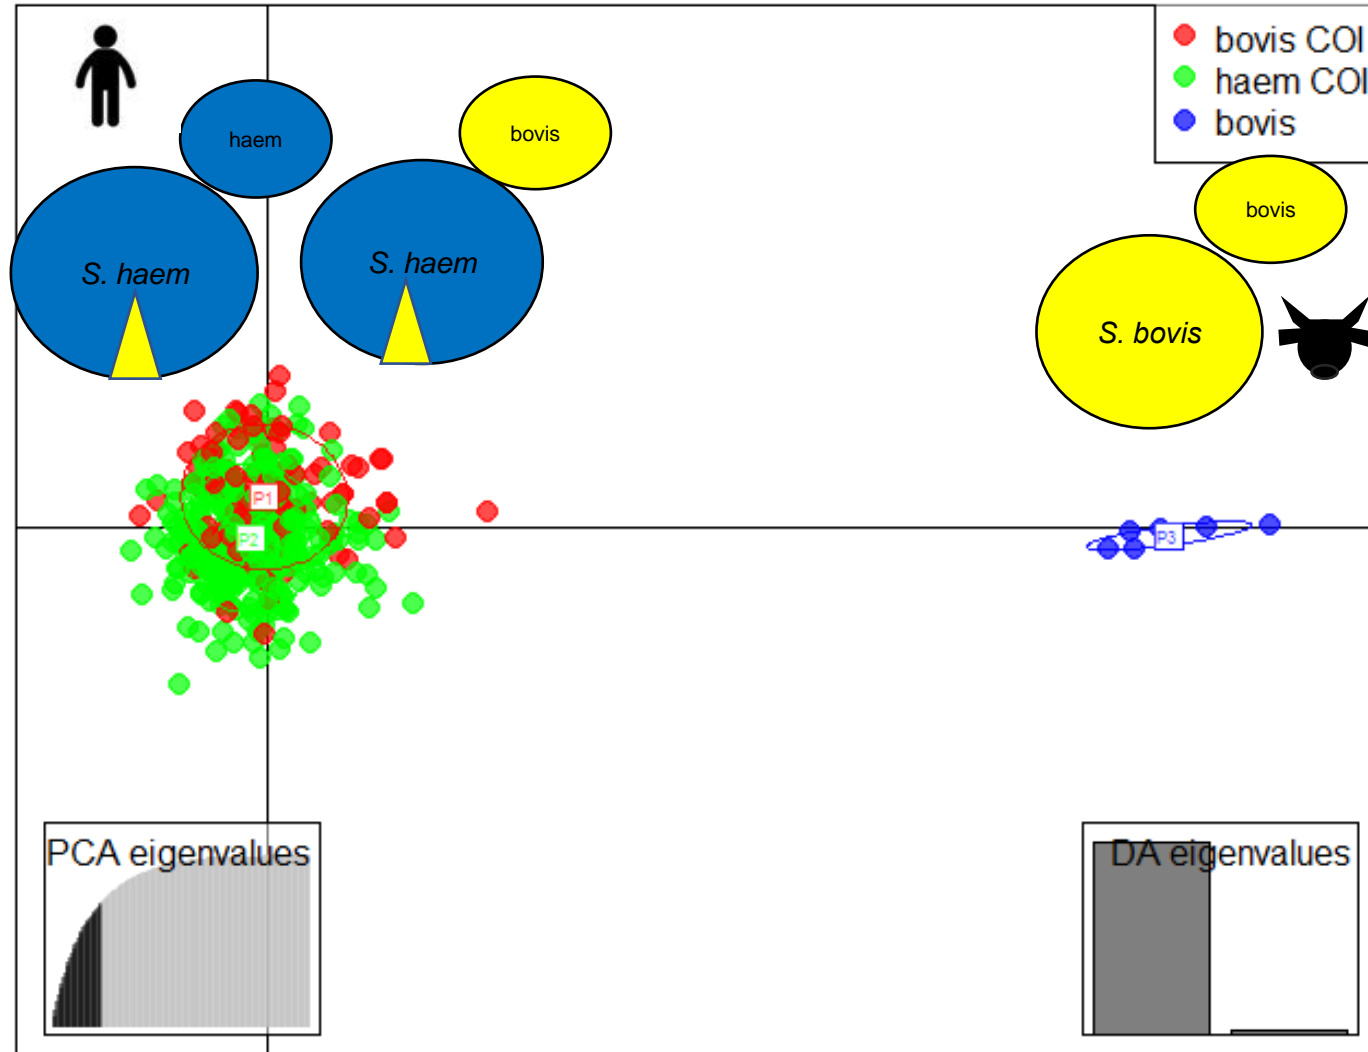 bovis COI
haem COI
bovis
haem
bovis
bovis
S. haem
S. haem
S. bovis
P1
P2
P3
PCA eigenvalues
DA eigenvalues